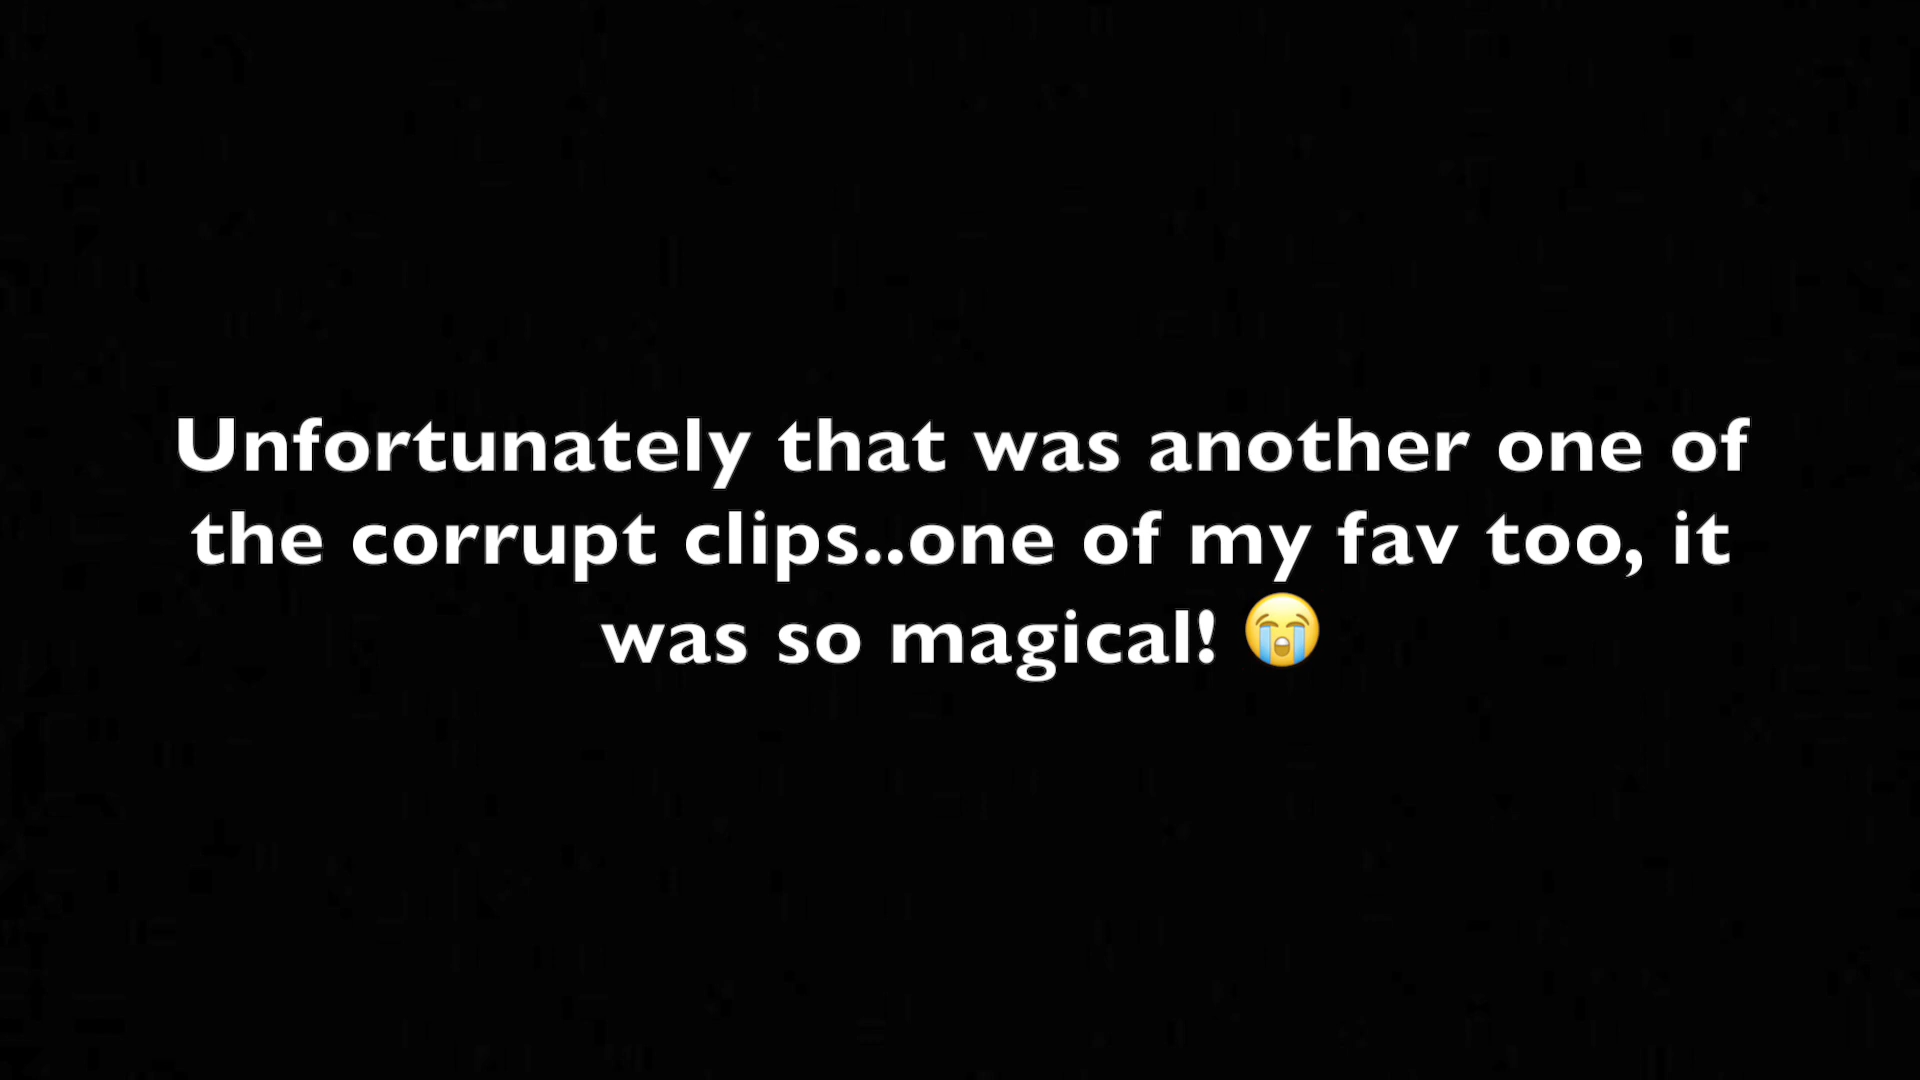 Unfortunately that was another one of
the corrupt clips..one of my fav too, it
was so magical! 😭